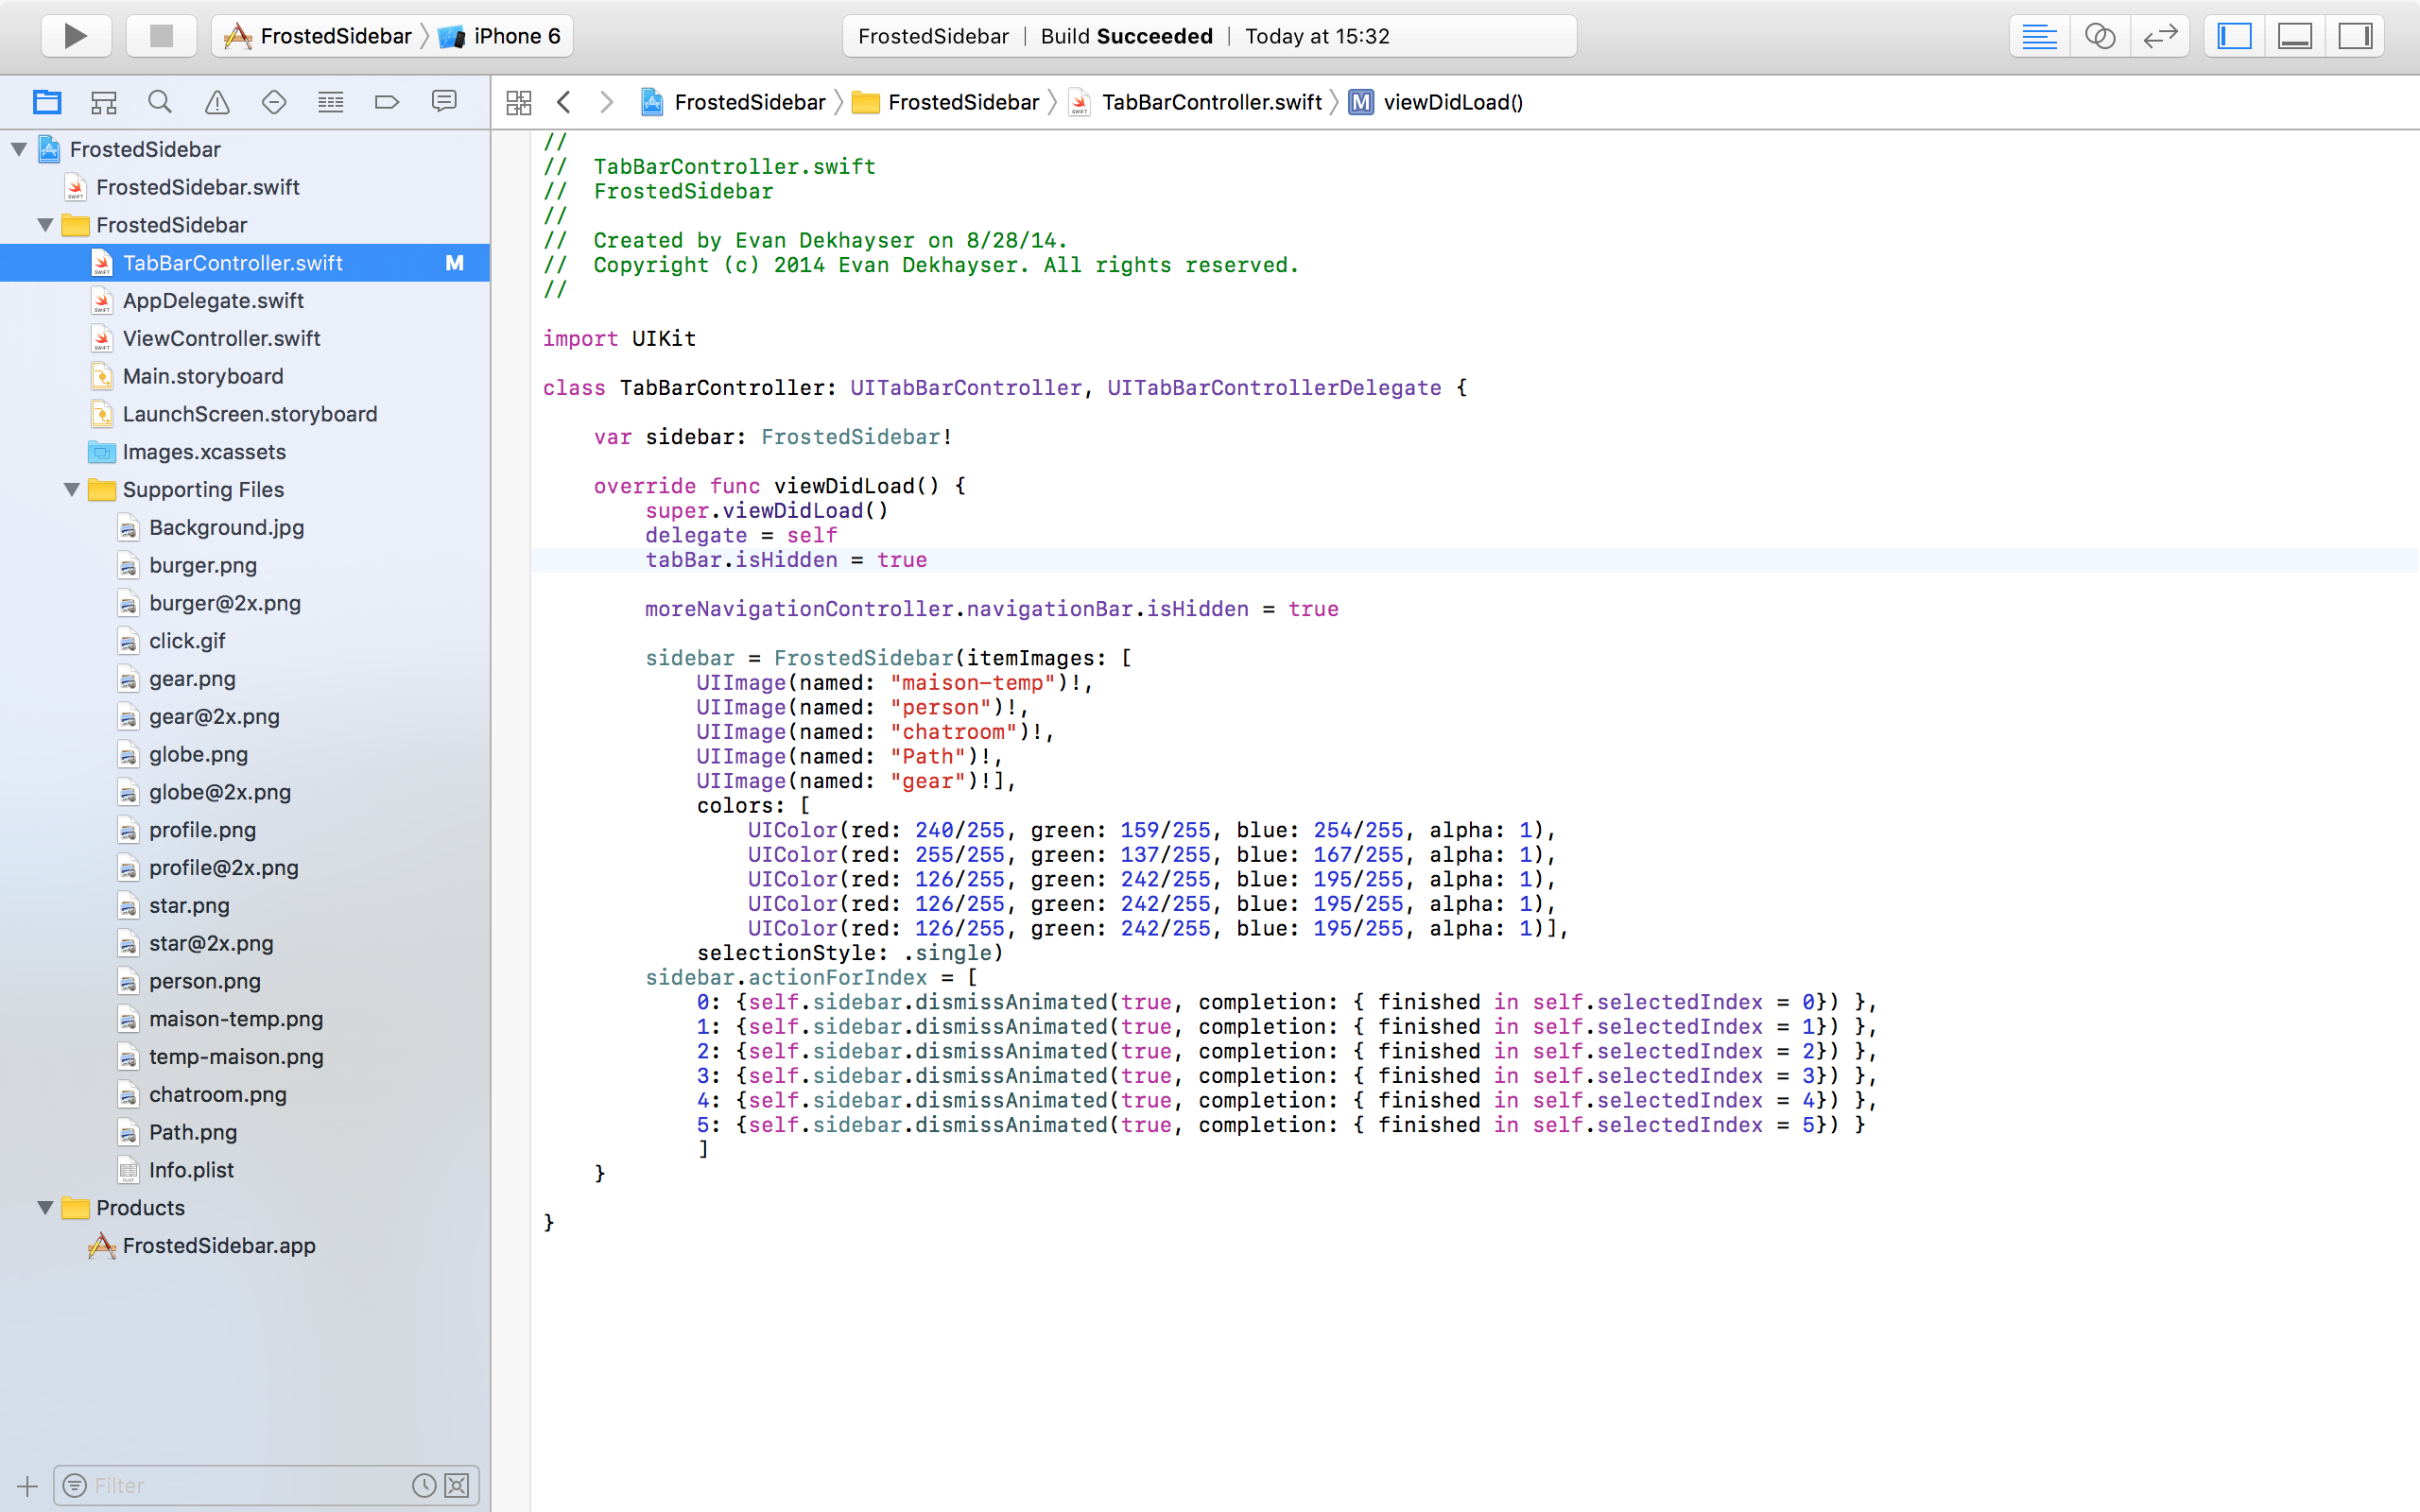 FrostedSidebar iPhone 6
FrostedSidebar | Build Succeeded | Today at 15:32
FrostedSidebar FrostedSidebar TabBarController.swift M viewDidLoad()
FrostedSidebar
FrostedSidebar.swift
FrostedSidebar
TabBarController.swift M
AppDelegate.swift
ViewController.swift
Main.storyboard
LaunchScreen.storyboard
Images.xcassets
Supporting Files
Background.jpg
burger.png
burger@2x.png
click.gif
gear.png
gear@2x.png
globe.png
globe@2x.png
profile.png
profile@2x.png
star.png
star@2x.png
person.png
maison-temp.png
temp-maison.png
chatroom.png
Path.png
Info.plist
Products
FrostedSidebar.app
Filter
//
//  TabBarController.swift
//  FrostedSidebar
//
//  Created by Evan Dekhayser on 8/28/14.
//  Copyright (c) 2014 Evan Dekhayser. All rights reserved.
//
import UIKit
class TabBarController: UITabBarController, UITabBarControllerDelegate {
    var sidebar: FrostedSidebar!
    override func viewDidLoad() {
        super.viewDidLoad()
        delegate = self
        tabBar.isHidden = true
        moreNavigationController.navigationBar.isHidden = true
        sidebar = FrostedSidebar(itemImages: [
            UIImage(named: "maison-temp")!,
            UIImage(named: "person")!,
            UIImage(named: "chatroom")!,
            UIImage(named: "Path")!,
            UIImage(named: "gear")!],
            colors: [
                UIColor(red: 240/255, green: 159/255, blue: 254/255, alpha: 1),
                UIColor(red: 255/255, green: 137/255, blue: 167/255, alpha: 1),
                UIColor(red: 126/255, green: 242/255, blue: 195/255, alpha: 1),
                UIColor(red: 126/255, green: 242/255, blue: 195/255, alpha: 1),
                UIColor(red: 126/255, green: 242/255, blue: 195/255, alpha: 1)],
            selectionStyle: .single)
        sidebar.actionForIndex = [
            0: {self.sidebar.dismissAnimated(true, completion: { finished in self.selectedIndex = 0}) },
            1: {self.sidebar.dismissAnimated(true, completion: { finished in self.selectedIndex = 1}) },
            2: {self.sidebar.dismissAnimated(true, completion: { finished in self.selectedIndex = 2}) },
            3: {self.sidebar.dismissAnimated(true, completion: { finished in self.selectedIndex = 3}) },
            4: {self.sidebar.dismissAnimated(true, completion: { finished in self.selectedIndex = 4}) },
            5: {self.sidebar.dismissAnimated(true, completion: { finished in self.selectedIndex = 5}) }
            ]
    }
}